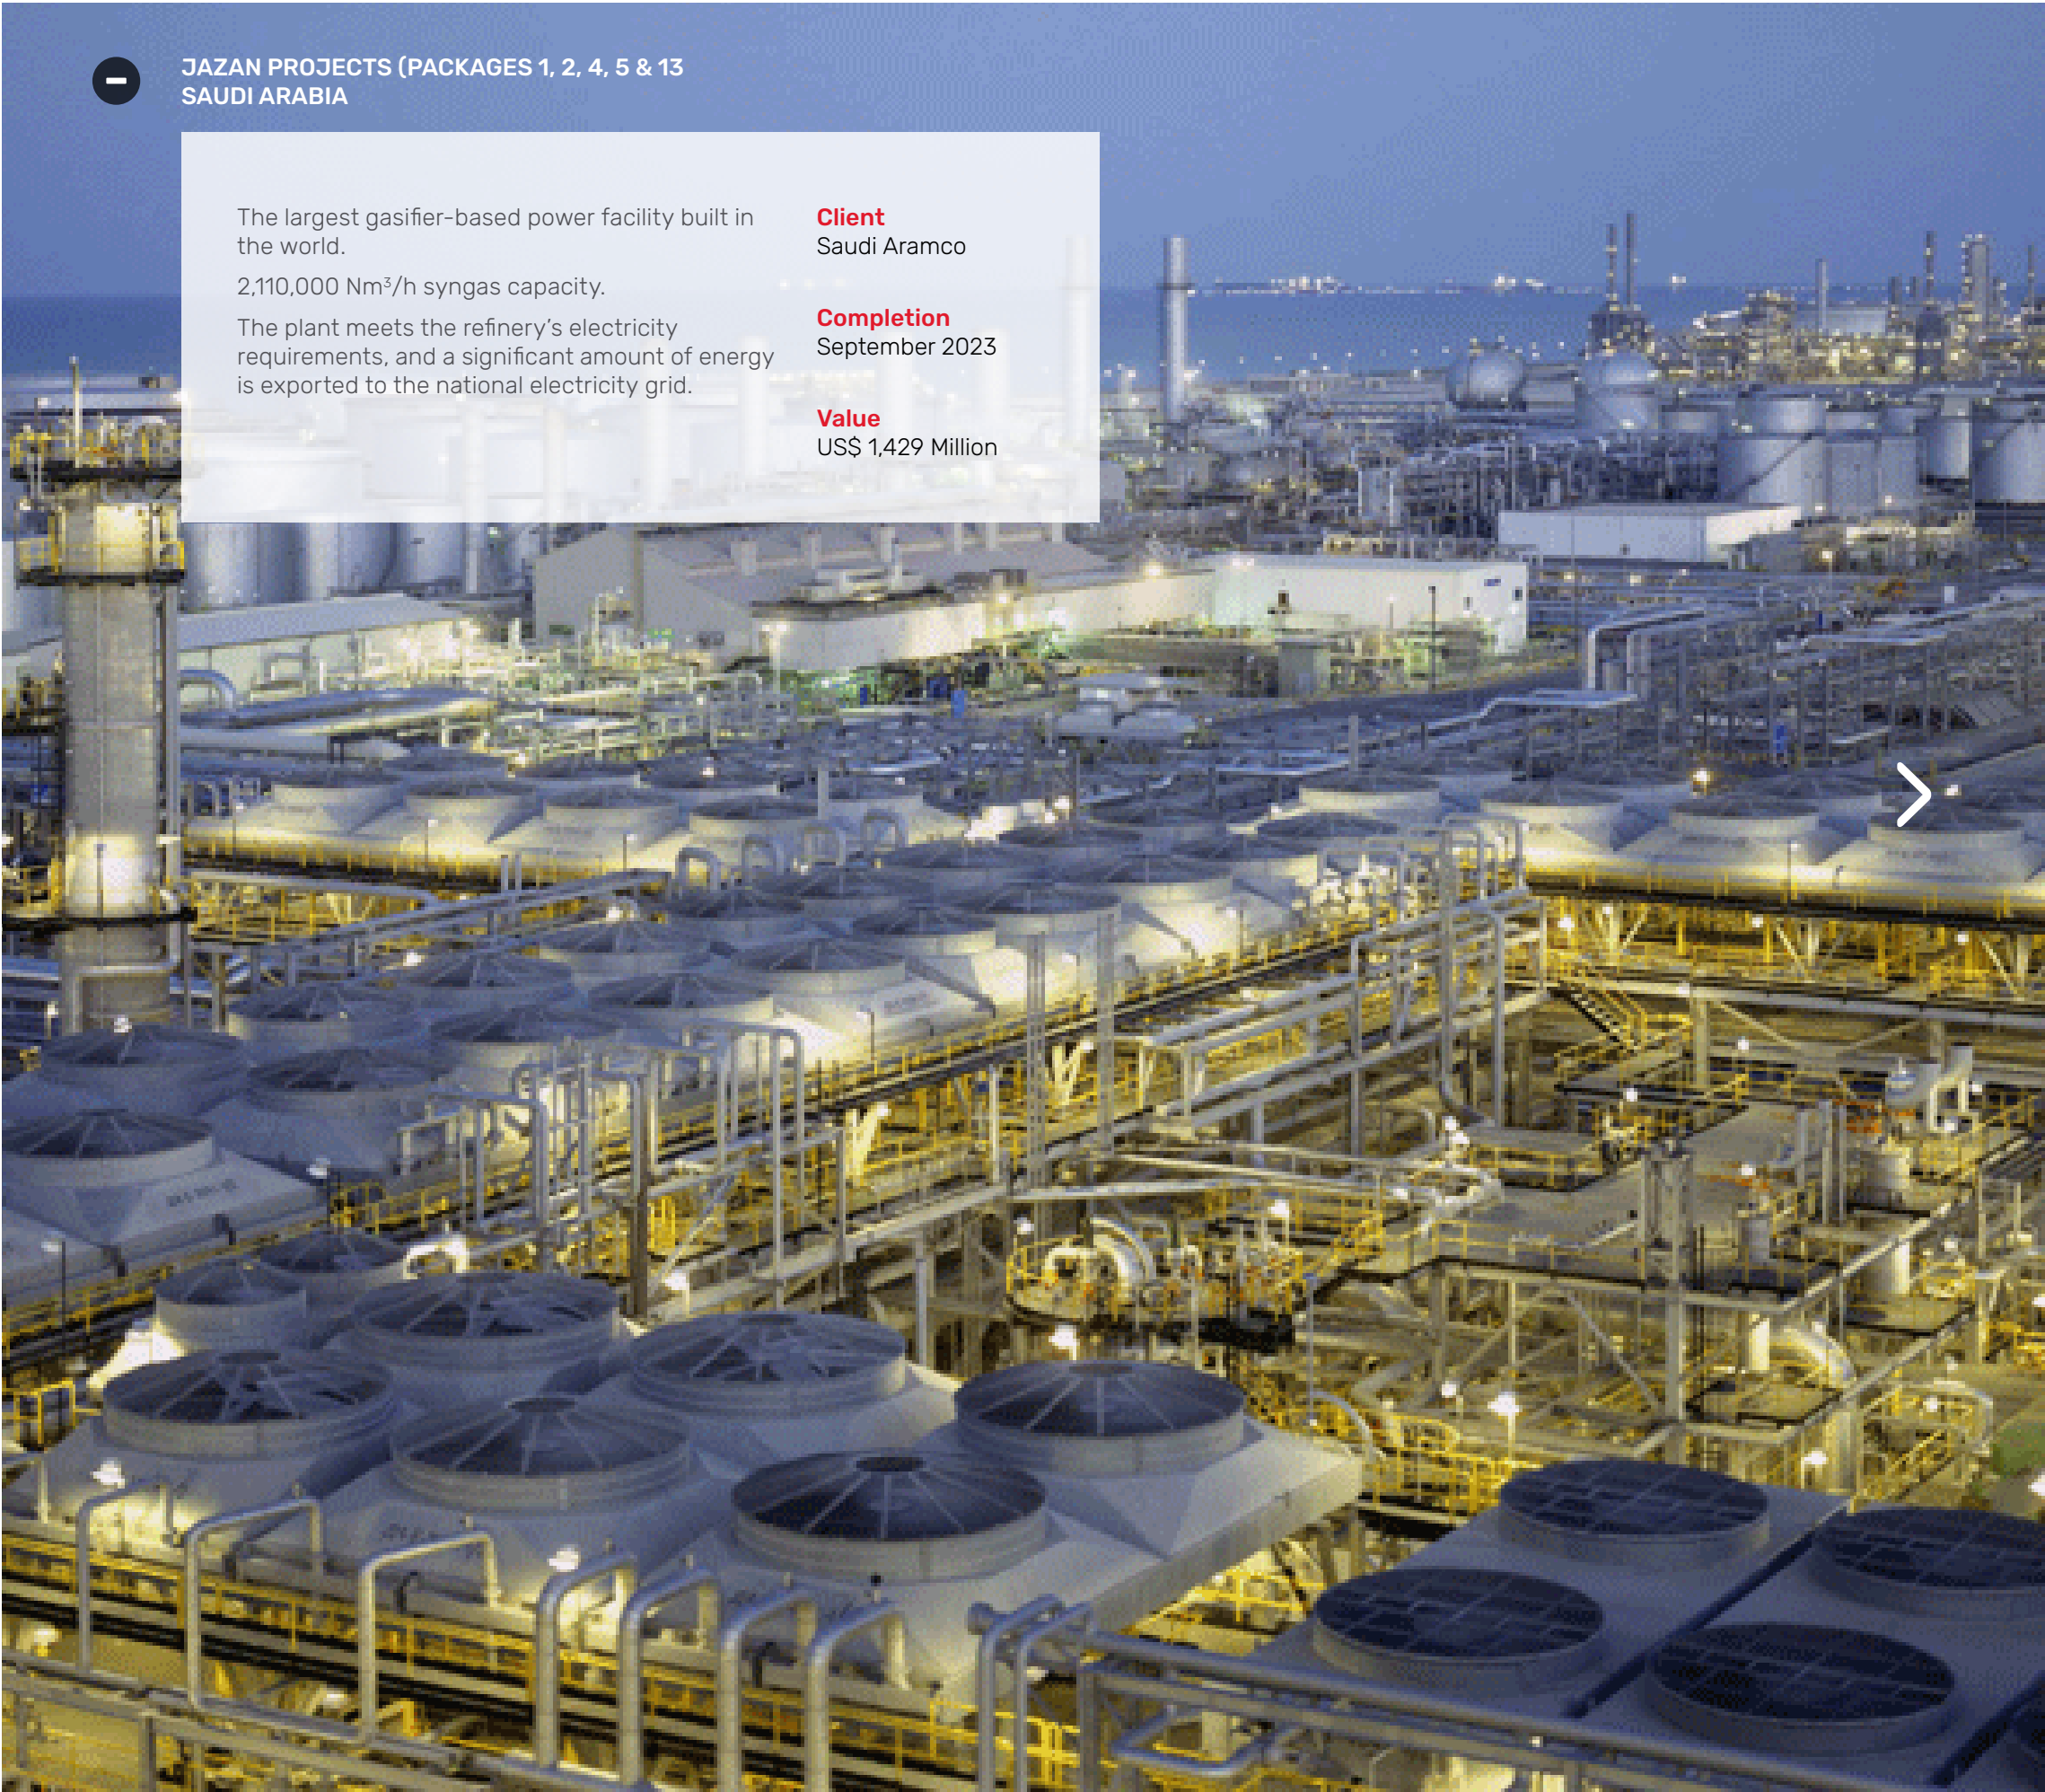 JAZAN PROJECTS (PACKAGES 1, 2, 4, 5 & 13
SAUDI ARABIA
The largest gasifier-based power facility built in
the world.
2,110,000 Nm³/h syngas capacity.
The plant meets the refinery's electricity
requirements, and a significant amount of energy
is exported to the national electricity grid.
Client
Saudi Aramco
Completion
September 2023
Value
US$ 1,429 Million